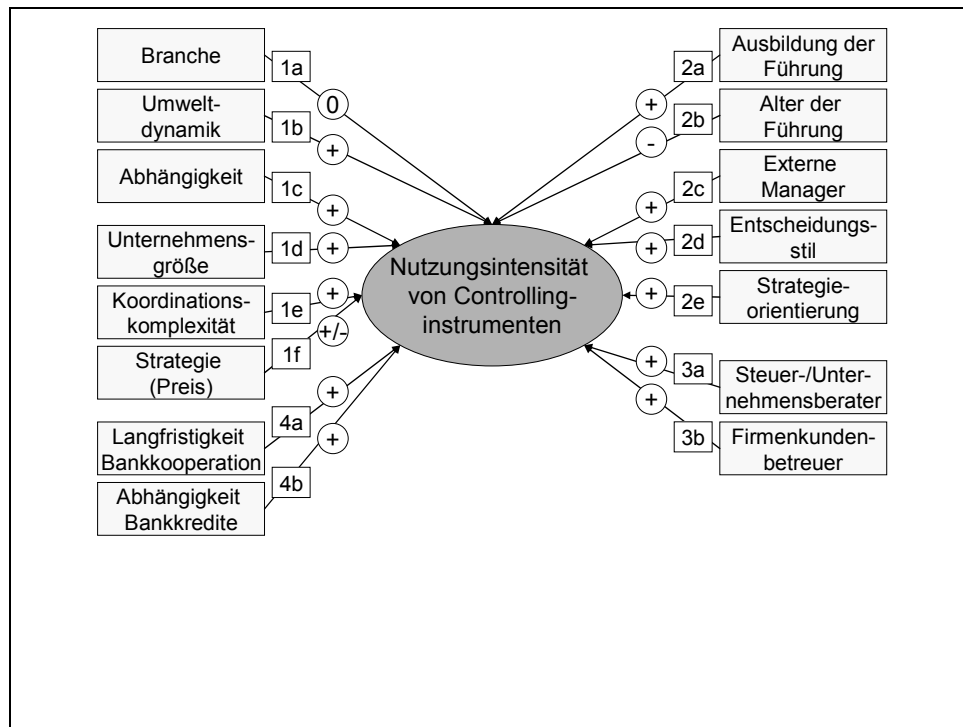 Branche
1a
0
Umwelt-
dynamik
1b
+
Abhängigkeit
1c
+
Unternehmens-
größe
1d
+
Koordinations-
komplexität
1e
+
Strategie
(Preis)
1f
+/-
Langfristigkeit
Bankkooperation
4a
+
Abhängigkeit
Bankkredite
4b
+
Nutzungsintensität
von Controlling-
instrumenten
Ausbildung der
Führung
2a
+
Alter der
Führung
2b
-
Externe
Manager
2c
+
Entscheidungs-
stil
2d
+
Strategie-
orientierung
2e
+
Steuer-/Unter-
nehmensberater
3a
+
Firmenkunden-
betreuer
3b
+